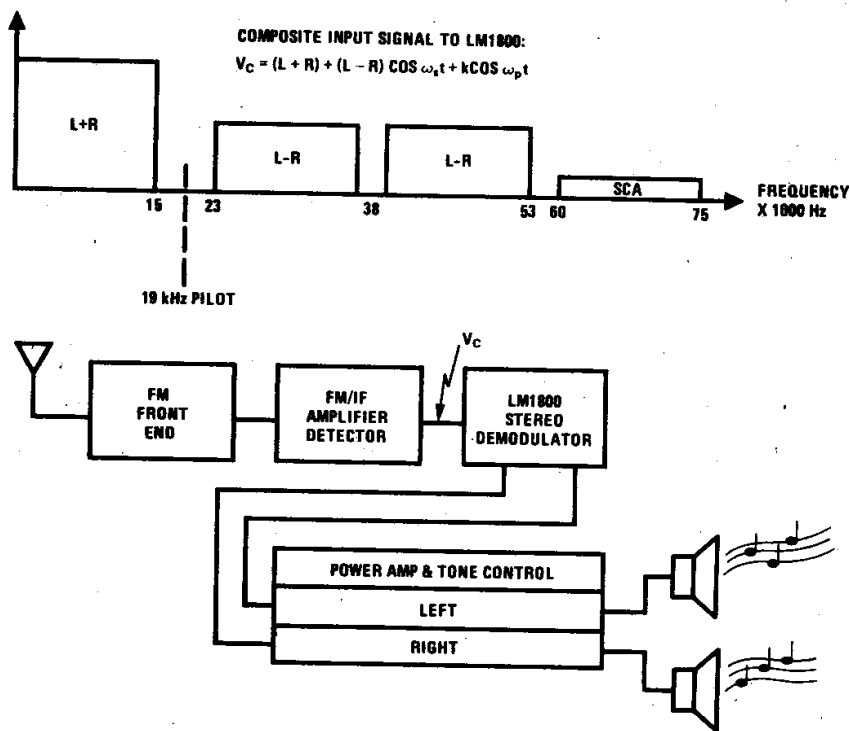 COMPOSITE INPUT SIGNAL TO LM1800:
V_C = (L + R) + (L – R) COS ω_s t + kCOS ω_p t
L+R
L–R
L–R
SCA
FREQUENCY
X 1000 Hz
15
23
38
53
60
75
19 kHz PILOT
V_C
FM
FRONT
END
FM/IF
AMPLIFIER
DETECTOR
LM1800
STEREO
DEMODULATOR
POWER AMP & TONE CONTROL
LEFT
RIGHT